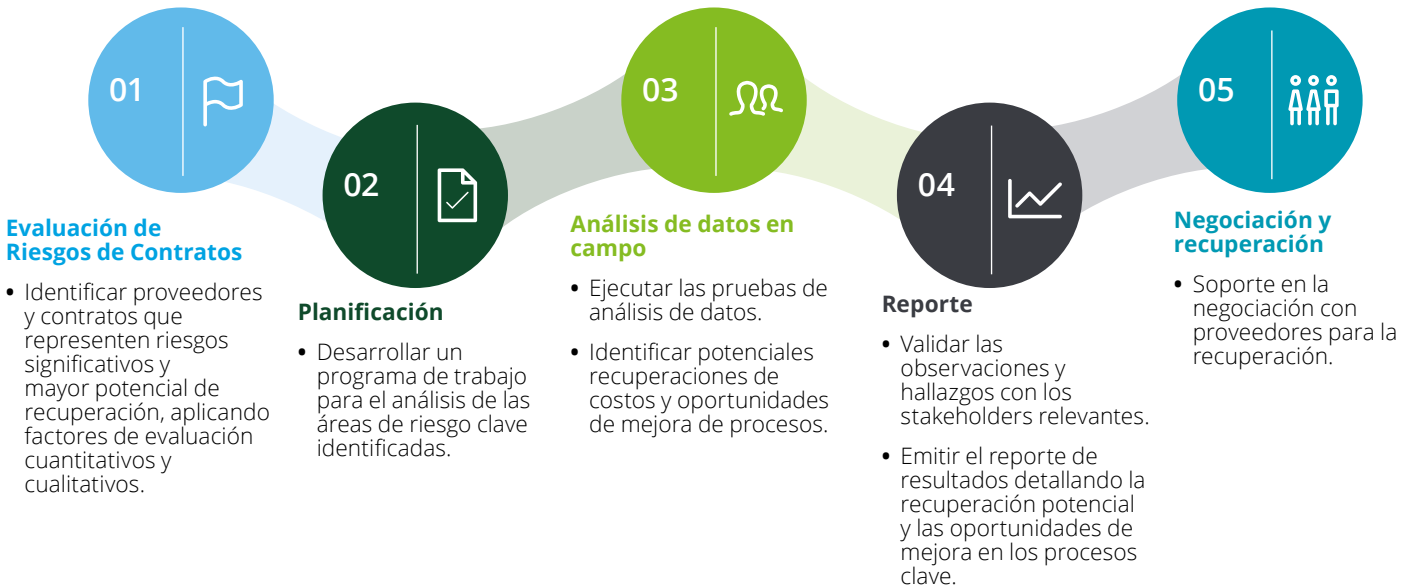 01
Evaluación de
Riesgos de Contratos
• Identificar proveedores
y contratos que
representen riesgos
significativos y
mayor potencial de
recuperación, aplicando
factores de evaluación
cuantitativos y
cualitativos.
02
Planificación
• Desarrollar un
programa de trabajo
para el análisis de las
áreas de riesgo clave
identificadas.
03
Análisis de datos en
campo
• Ejecutar las pruebas de
análisis de datos.
• Identificar potenciales
recuperaciones de
costos y oportunidades
de mejora de procesos.
04
Reporte
• Validar las
observaciones y
hallazgos con los
stakeholders relevantes.
• Emitir el reporte de
resultados detallando la
recuperación potencial
y las oportunidades de
mejora en los procesos
clave.
05
Negociación y
recuperación
• Soporte en la
negociación con
proveedores para la
recuperación.